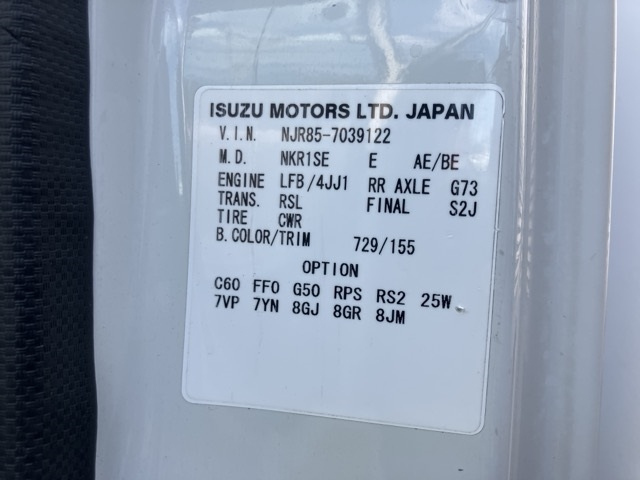 ISUZU MOTORS LTD. JAPAN
V.I.N. NJR85-7039122
M.D. NKR1SE E AE/BE
ENGINE LFB/4JJ1 RR AXLE G73
TRANS. RSL FINAL S2J
TIRE CWR
B.COLOR/TRIM 729/155
OPTION
C60 FF0 G50 RPS RS2 25W
7VP 7YN 8GJ 8GR 8JM